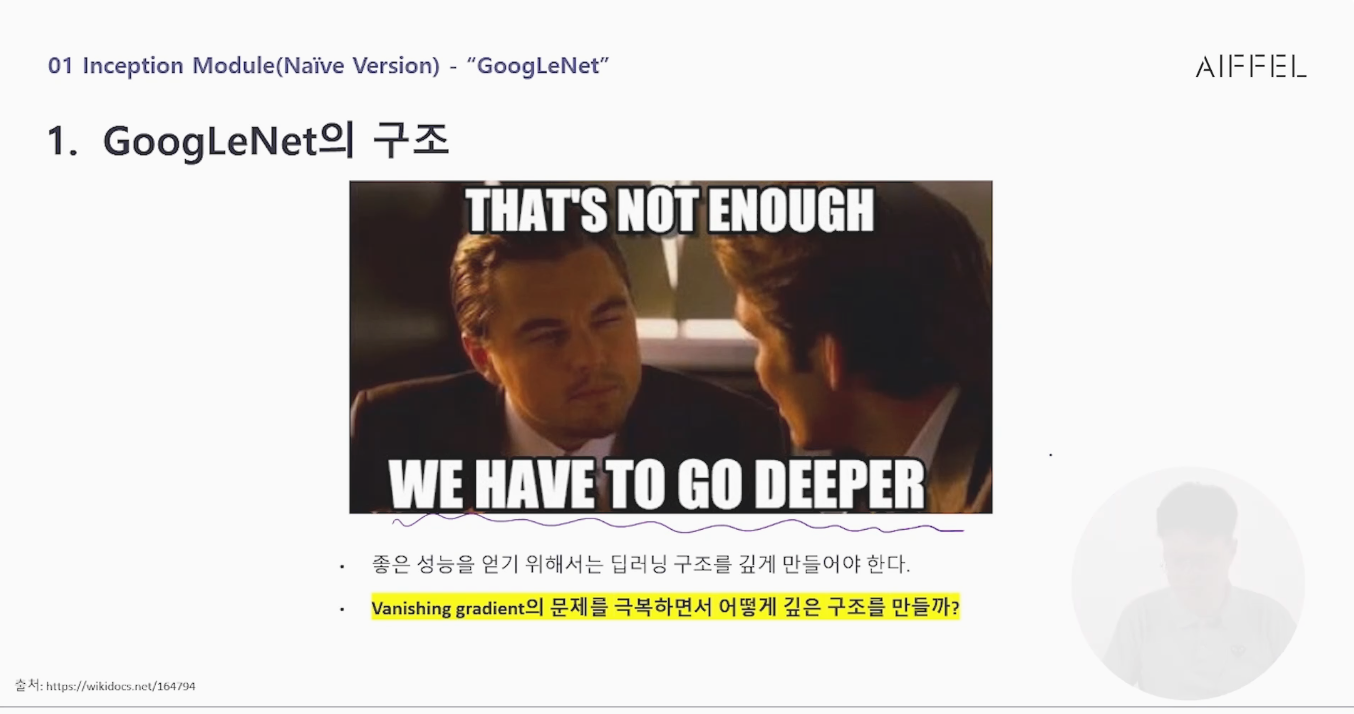 01 Inception Module(Naïve Version) - “GoogLeNet”
AIFFEL
1. GoogLeNet의 구조
THAT'S NOT ENOUGH
WE HAVE TO GO DEEPER
• 좋은 성능을 얻기 위해서는 딥러닝 구조를 깊게 만들어야 한다.
• Vanishing gradient의 문제를 극복하면서 어떻게 깊은 구조를 만들까?
출처: https://wikidocs.net/164794